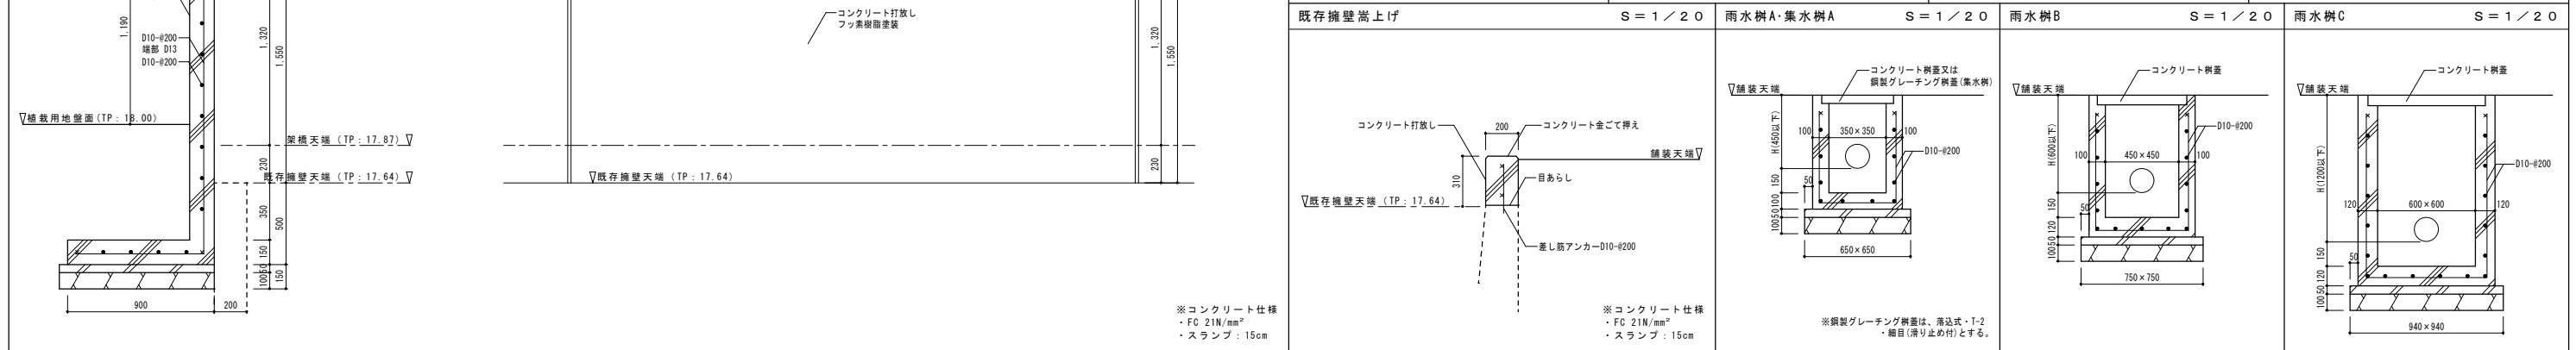 1,190
D10-@200
端部 D13
D10-@200
植栽用地盤面(TP：18.00)
1,320
1,550
架橋天端 (TP：17.87)
230
既存擁壁天端 (TP：17.64)
350
500
150
100
50
150
900
200
コンクリート打放し
フッ素樹脂塗装
既存擁壁天端 (TP：17.64)
1,320
1,550
230
※コンクリート仕様
・FC 21N/mm²
・スランプ：15cm
既存擁壁嵩上げ S＝1／20
コンクリート打放し
200
コンクリート金ごて押え
舗装天端
310
目あらし
既存擁壁天端 (TP：17.64)
差し筋アンカーD10-@200
※コンクリート仕様
・FC 21N/mm²
・スランプ：15cm
雨水桝A・集水桝A S＝1／20
コンクリート桝蓋又は
鋼製グレーチング桝蓋(集水桝)
舗装天端
H(450以下)
100
350×350
100
D10-@200
150
50
100
50
100
650×650
※鋼製グレーチング桝蓋は、落込式・T-2
・細目(滑り止め付)とする。
雨水桝B S＝1／20
コンクリート桝蓋
舗装天端
H(600以下)
D10-@200
100
450×450
100
150
50
120
50
100
750×750
雨水桝C S＝1／20
コンクリート桝蓋
舗装天端
H(1200以下)
D10-@200
120
600×600
120
150
50
120
50
100
940×940